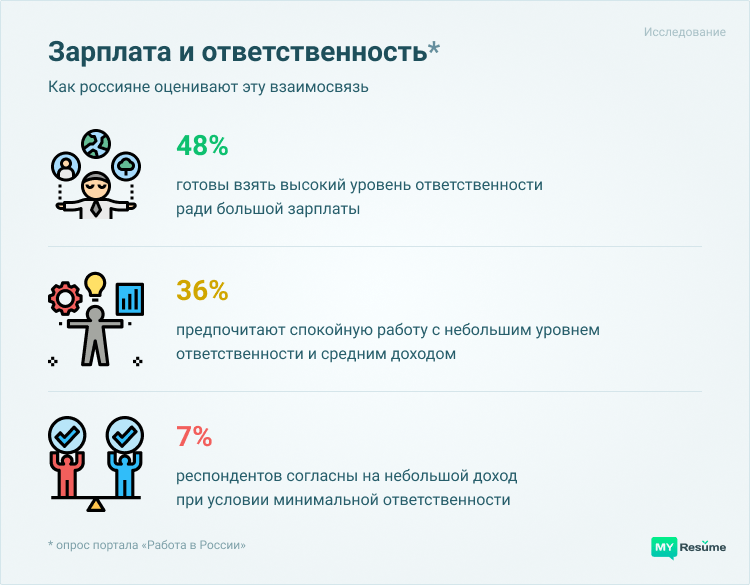 Исследование
Зарплата и ответственность*
Как россияне оценивают эту взаимосвязь
48%
готовы взять высокий уровень ответственности
ради большой зарплаты
36%
предпочитают спокойную работу с небольшим уровнем
ответственности и средним доходом
7%
респондентов согласны на небольшой доход
при условии минимальной ответственности
* опрос портала «Работа в России»
MY Resume